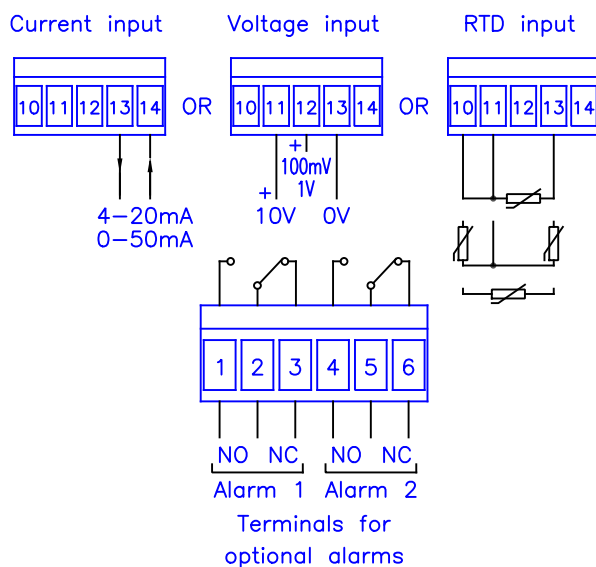 Current input Voltage input RTD input
10 11 12 13 14 OR 10 11 12 13 14 OR 10 11 12 13 14
+
100mV
1V
+
4-20mA 10V 0V
0-50mA
1 2 3 4 5 6
NO NC NO NC
Alarm 1 Alarm 2
Terminals for
optional alarms